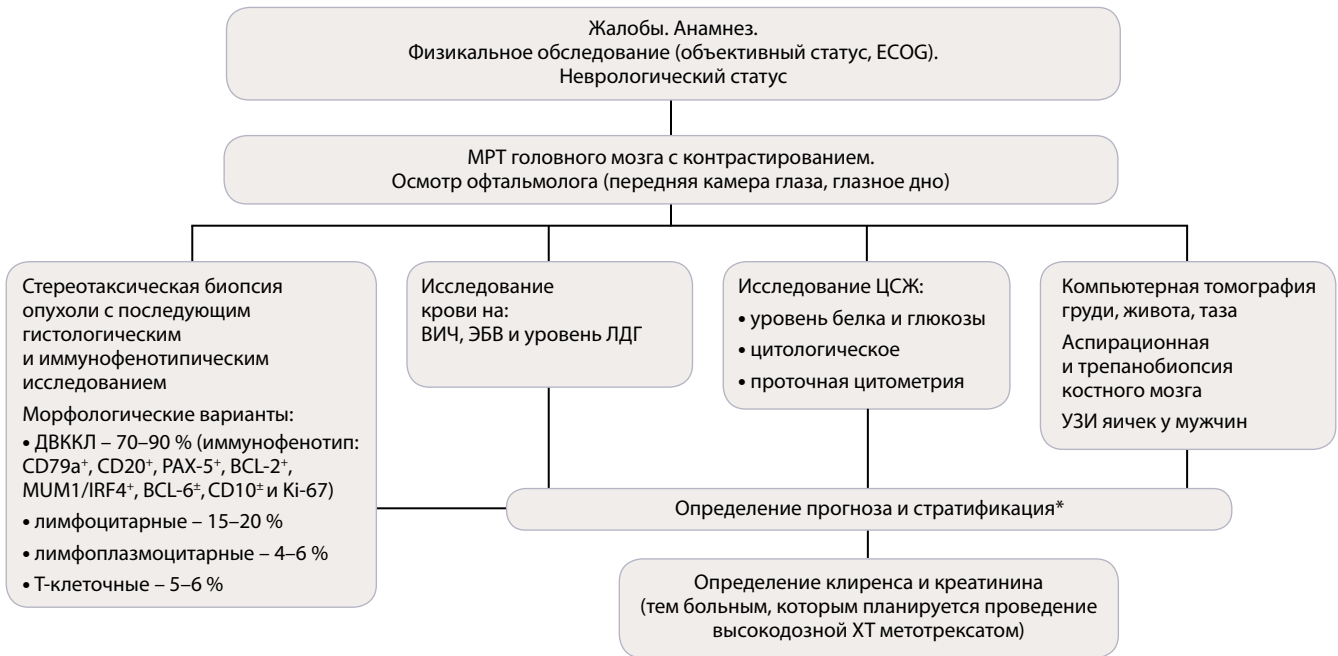 Жалобы. Анамнез.
Физикальное обследование (объективный статус, ECOG).
Неврологический статус
МРТ головного мозга с контрастированием.
Осмотр офтальмолога (передняя камера глаза, глазное дно)
Стереотаксическая биопсия
опухоли с последующим
гистологическим
и иммунофенотипическим
исследованием
Морфологические варианты:
• ДВККЛ – 70–90 % (иммунофенотип:
CD79a⁺, CD20⁺, PAX-5⁺, BCL-2⁺,
MUM1/IRF4⁺, BCL-6±, CD10± и Ki-67)
• лимфоцитарные – 15–20 %
• лимфоплазмоцитарные – 4–6 %
• Т-клеточные – 5–6 %
Исследование
крови на:
ВИЧ, ЭБВ и уровень ЛДГ
Исследование ЦСЖ:
• уровень белка и глюкозы
• цитологическое
• проточная цитометрия
Компьютерная томография
груди, живота, таза
Аспирационная
и трепанобиопсия
костного мозга
УЗИ яичек у мужчин
Определение прогноза и стратификация*
Определение клиренса и креатинина
(тем больным, которым планируется проведение
высокодозной ХТ метотрексатом)